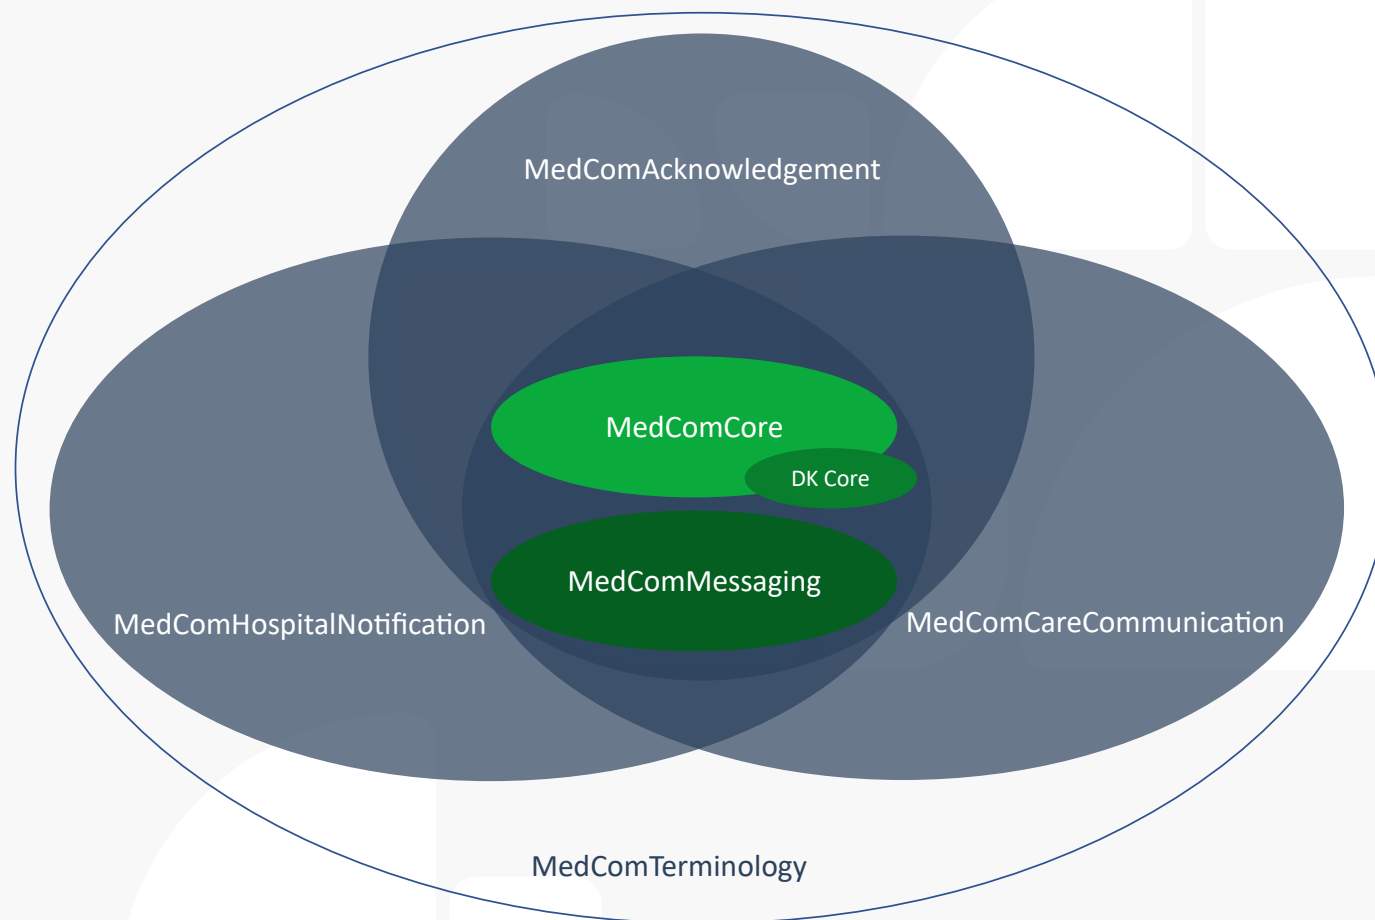 MedComAcknowledgement
MedComCore
DK Core
MedComMessaging
MedComHospitalNotification
MedComCareCommunication
MedComTerminology